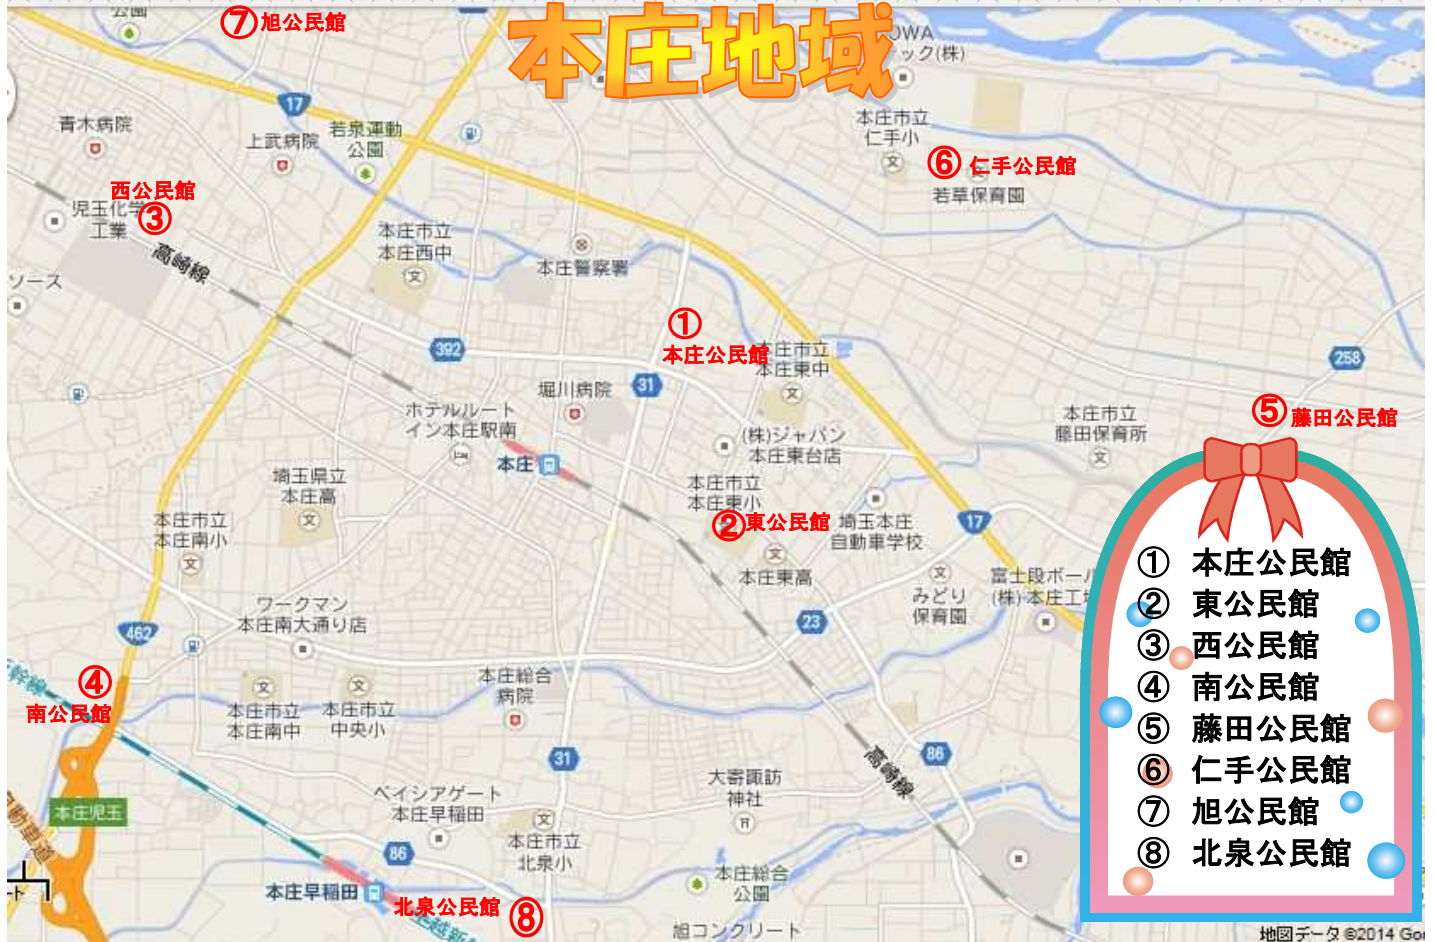 公園
⑦ 旭公民館
本庄地域
OWA
ック(株)
17
青木病院
上武病院
若泉運動
公園
本庄市立
仁手小
⑥ 仁手公民館
若草保育園
西公民館
③
児玉化学
工業
高崎線
本庄市立
本庄西中
本庄警察署
ソース
①
本庄公民館
本庄市立
本庄東中
392
31
258
堀川病院
ホテルルート
イン本庄駅南
⑤ 藤田公民館
本庄市立
藤田保育所
(株)ジャパン
本庄東台店
本庄
埼玉県立
本庄高
本庄市立
本庄東小
② 東公民館
埼玉本庄
自動車学校
17
本庄市立
本庄南小
本庄東高
みどり
保育園
富士段ボール
(株)本庄工場
ワークマン
本庄南大通り店
462
23
④
南公民館
本庄市立
本庄南中
本庄市立
中央小
本庄総合
病院
31
86
高崎線
大寄諏訪
神社
本庄児玉
ベイシアゲート
本庄早稲田
本庄市立
北泉小
86
本庄早稲田
北泉公民館 ⑧
本庄総合
公園
旭コンクリート
① 本庄公民館
② 東公民館
③ 西公民館
④ 南公民館
⑤ 藤田公民館
⑥ 仁手公民館
⑦ 旭公民館
⑧ 北泉公民館
地図データ ©2014 Goo